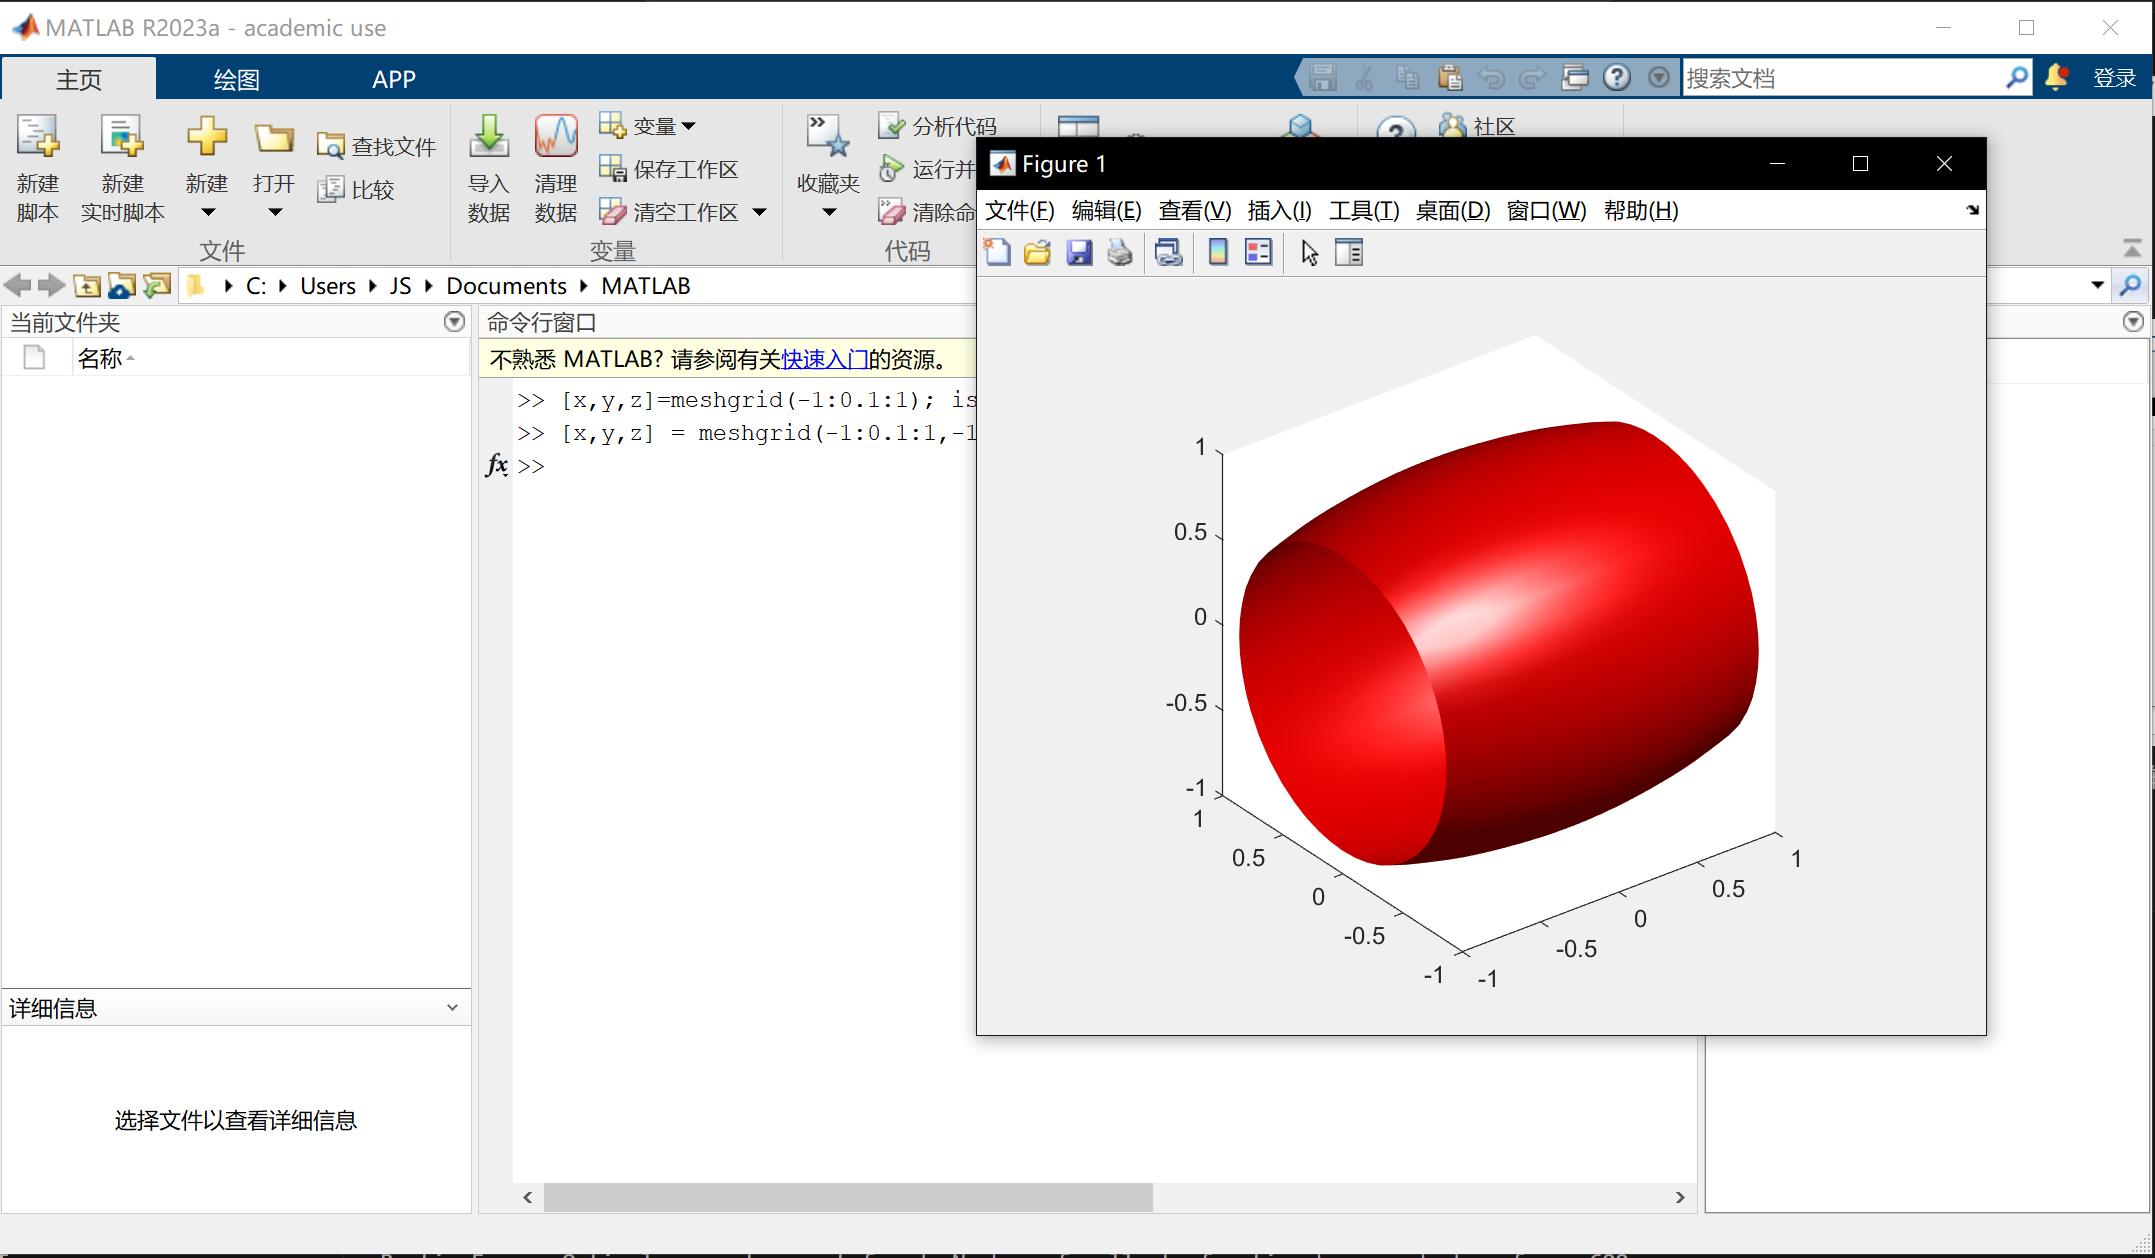 MATLAB R2023a - academic use
主页 绘图 APP 搜索文档 登录
新建 脚本
新建 实时脚本
新建
打开
查找文件
比较
文件
导入 数据
清理 数据
变量
保存工作区
清空工作区
变量
收藏夹
分析代码
运行并
清除命
代码
社区
C: Users JS Documents MATLAB
当前文件夹
名称
详细信息
选择文件以查看详细信息
命令行窗口
不熟悉 MATLAB? 请参阅有关快速入门的资源。
>> [x,y,z]=meshgrid(-1:0.1:1); is
>> [x,y,z] = meshgrid(-1:0.1:1,-1
fx >>
Figure 1
文件(F) 编辑(E) 查看(V) 插入(I) 工具(T) 桌面(D) 窗口(W) 帮助(H)
1
0.5
0
-0.5
-1
1
0.5
0
-0.5
-1
-1
-0.5
0
0.5
1